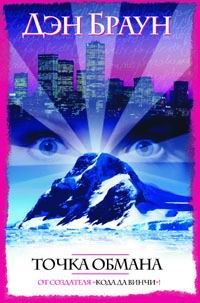 ДЭН БРАУН
ТОЧКА ОБМАНА
ОТ СОЗДАТЕЛЯ «КОДА ДА ВИНЧИ»!